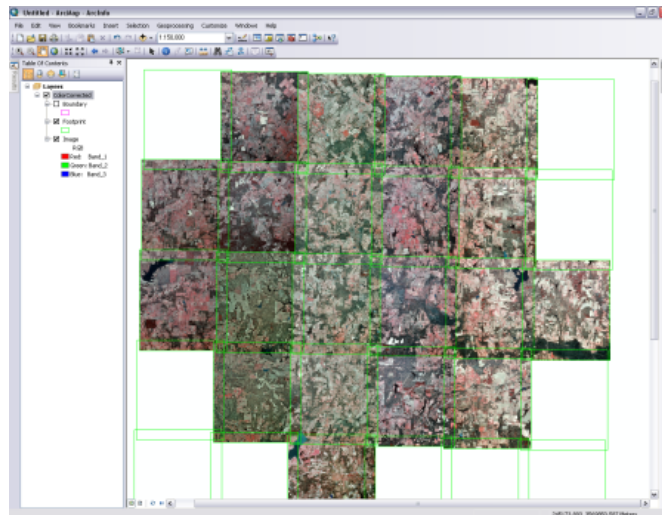 Untitled - ArcMap - ArcInfo
File Edit View Bookmarks Insert Selection Geoprocessing Customize Windows Help
1:150,000
Table Of Contents
Layers
ColorCorrected
Boundary
Footprint
Image
RGB
Red: Band_1
Green: Band_2
Blue: Band_3